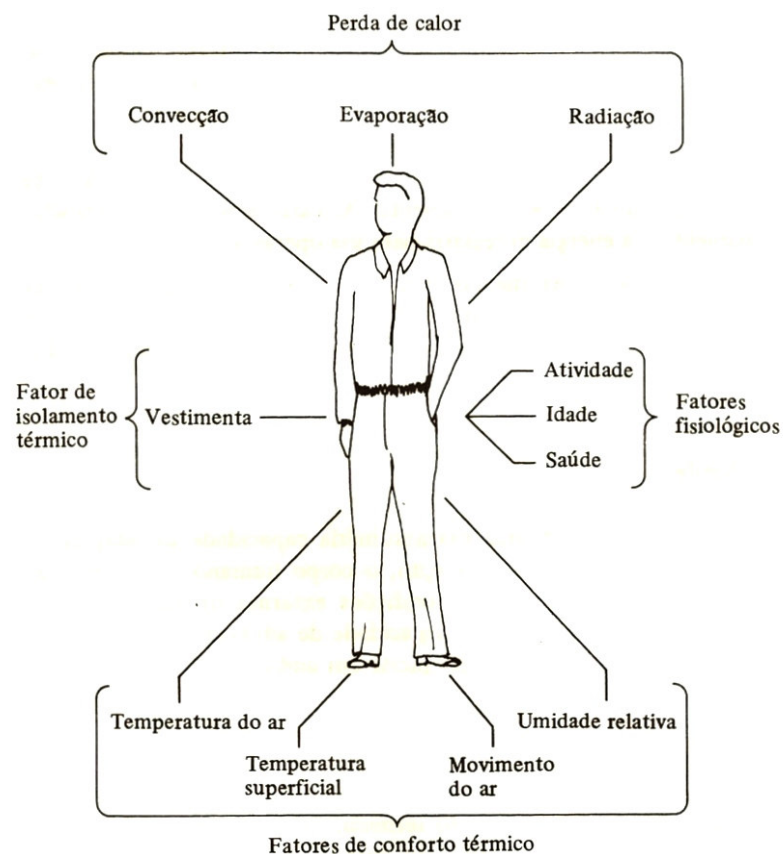 Perda de calor
Convecção
Evaporação
Radiação
Fator de
isolamento
térmico
Vestimenta
Atividade
Idade
Saúde
Fatores
fisiológicos
Temperatura do ar
Umidade relativa
Temperatura
superficial
Movimento
do ar
Fatores de conforto térmico